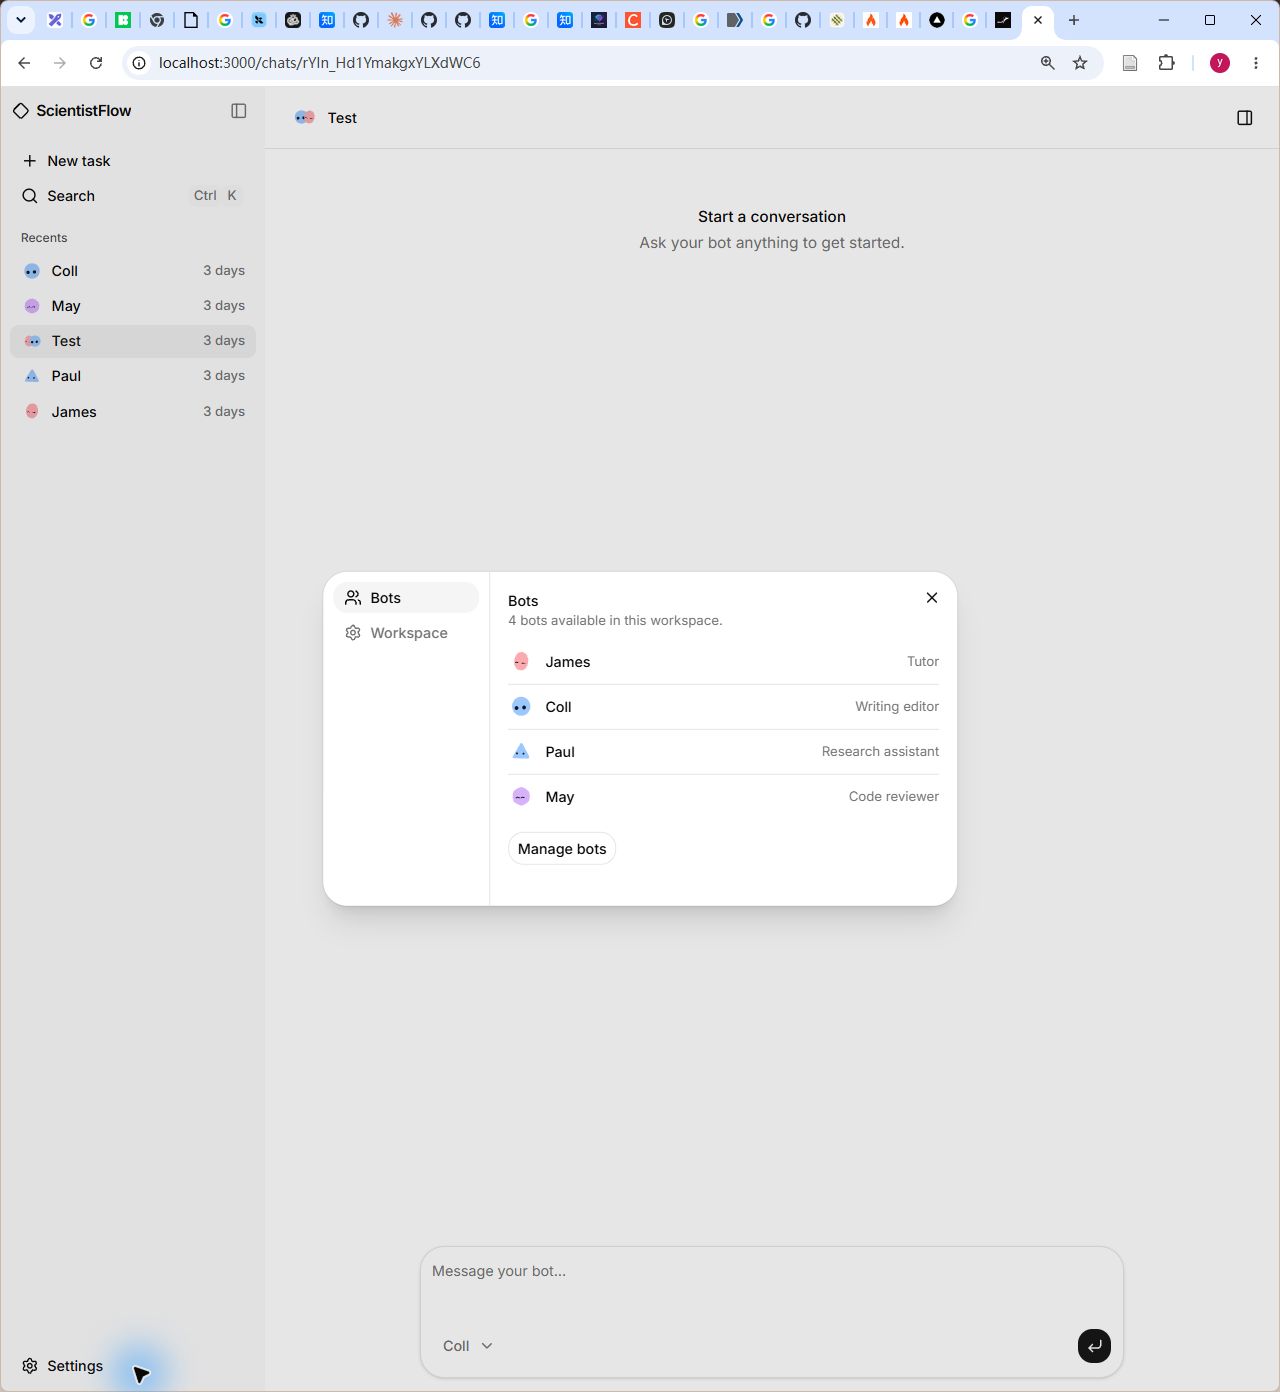 localhost:3000/chats/rYIn_Hd1YmakgxYLXdWC6
y
ScientistFlow
New task
Search Ctrl K
Recents
Coll 3 days
May 3 days
Test 3 days
Paul 3 days
James 3 days
Settings
Test
Start a conversation
Ask your bot anything to get started.
Bots
Workspace
Bots
4 bots available in this workspace.
James Tutor
Coll Writing editor
Paul Research assistant
May Code reviewer
Manage bots
Message your bot...
Coll